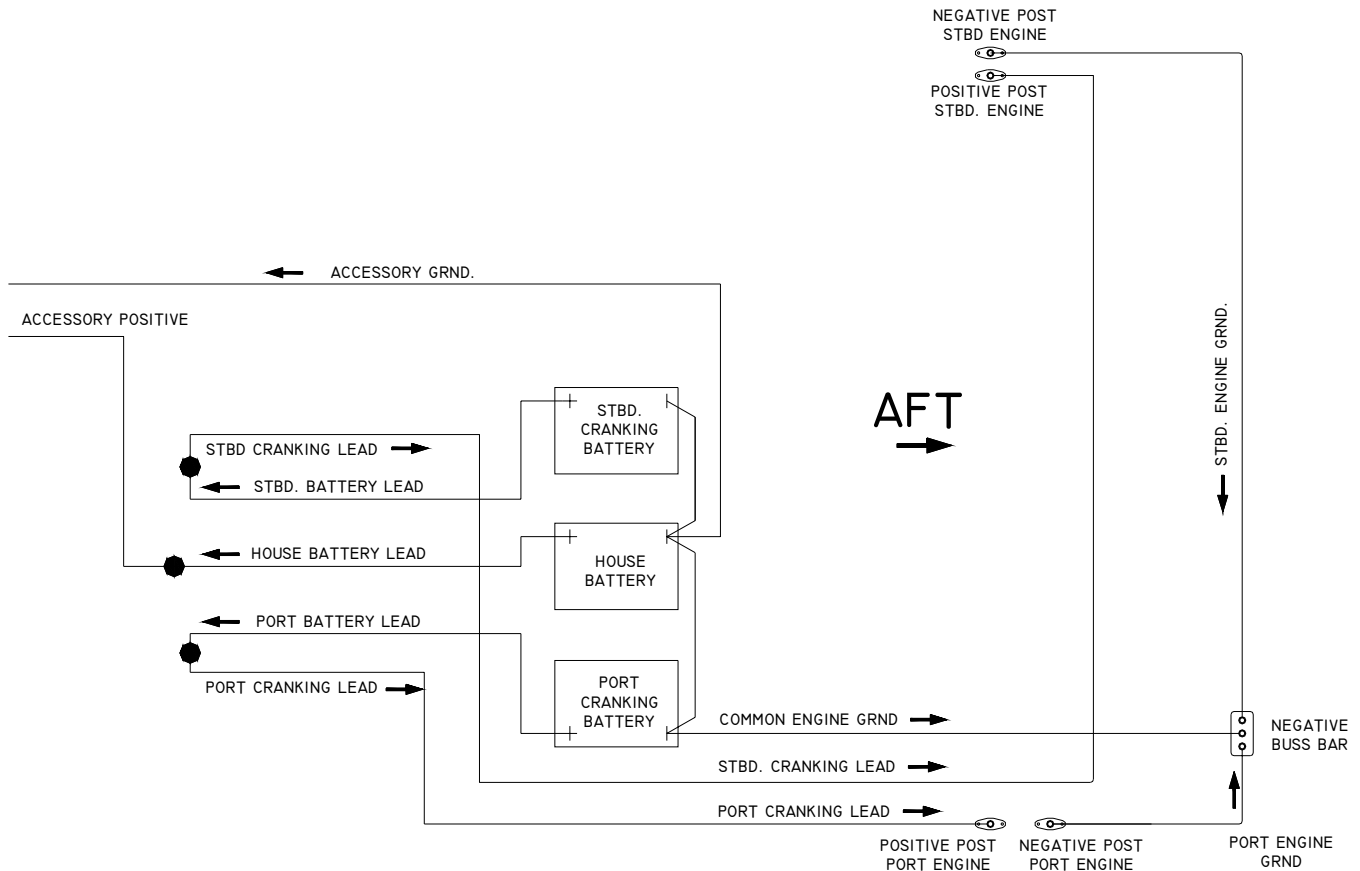 NEGATIVE POST
STBD ENGINE
POSITIVE POST
STBD. ENGINE
ACCESSORY GRND.
ACCESSORY POSITIVE
STBD. ENGINE GRND.
AFT
STBD.
CRANKING
BATTERY
STBD CRANKING LEAD
STBD. BATTERY LEAD
HOUSE BATTERY LEAD
HOUSE
BATTERY
PORT BATTERY LEAD
PORT CRANKING LEAD
PORT
CRANKING
BATTERY
COMMON ENGINE GRND
NEGATIVE
BUSS BAR
STBD. CRANKING LEAD
PORT CRANKING LEAD
POSITIVE POST
PORT ENGINE
NEGATIVE POST
PORT ENGINE
PORT ENGINE
GRND